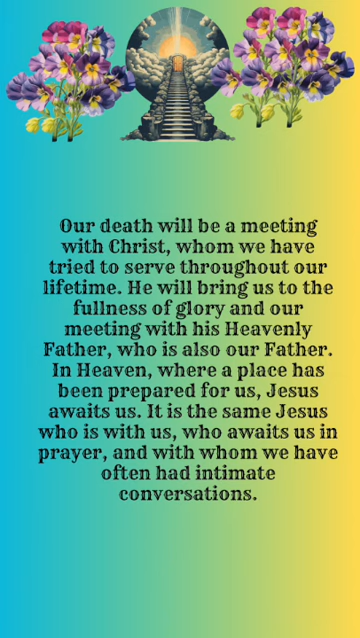 Our death will be a meeting
with Christ, whom we have
tried to serve throughout our
lifetime. He will bring us to the
fullness of glory and our
meeting with his Heavenly
Father, who is also our Father.
In Heaven, where a place has
been prepared for us, Jesus
awaits us. It is the same Jesus
who is with us, who awaits us in
prayer, and with whom we have
often had intimate
conversations.